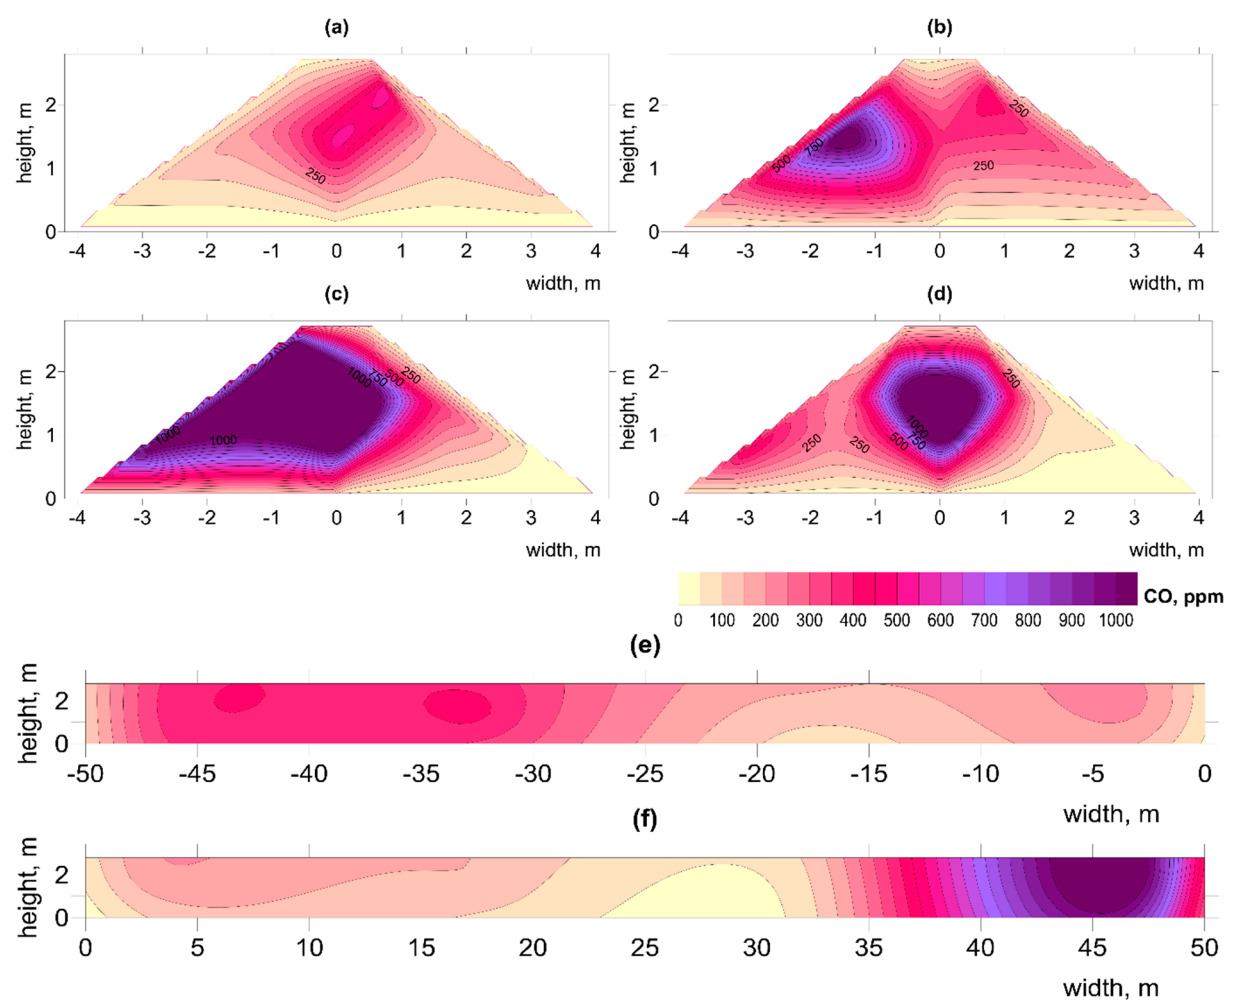 (a)
(b)
height, m
2
1
0
250
-4 -3 -2 -1 0 1 2 3 4
width, m
height, m
2
1
0
500
750
250
250
-4 -3 -2 -1 0 1 2 3 4
width, m
(c)
(d)
height, m
2
1
0
1000
1000
1000
750
500
250
-4 -3 -2 -1 0 1 2 3 4
width, m
height, m
2
1
0
250
250
500
750
1000
250
-4 -3 -2 -1 0 1 2 3 4
width, m
CO, ppm
0 100 200 300 400 500 600 700 800 900 1000
(e)
height, m
2
0
-50 -45 -40 -35 -30 -25 -20 -15 -10 -5 0
width, m
(f)
height, m
2
0
0 5 10 15 20 25 30 35 40 45 50
width, m